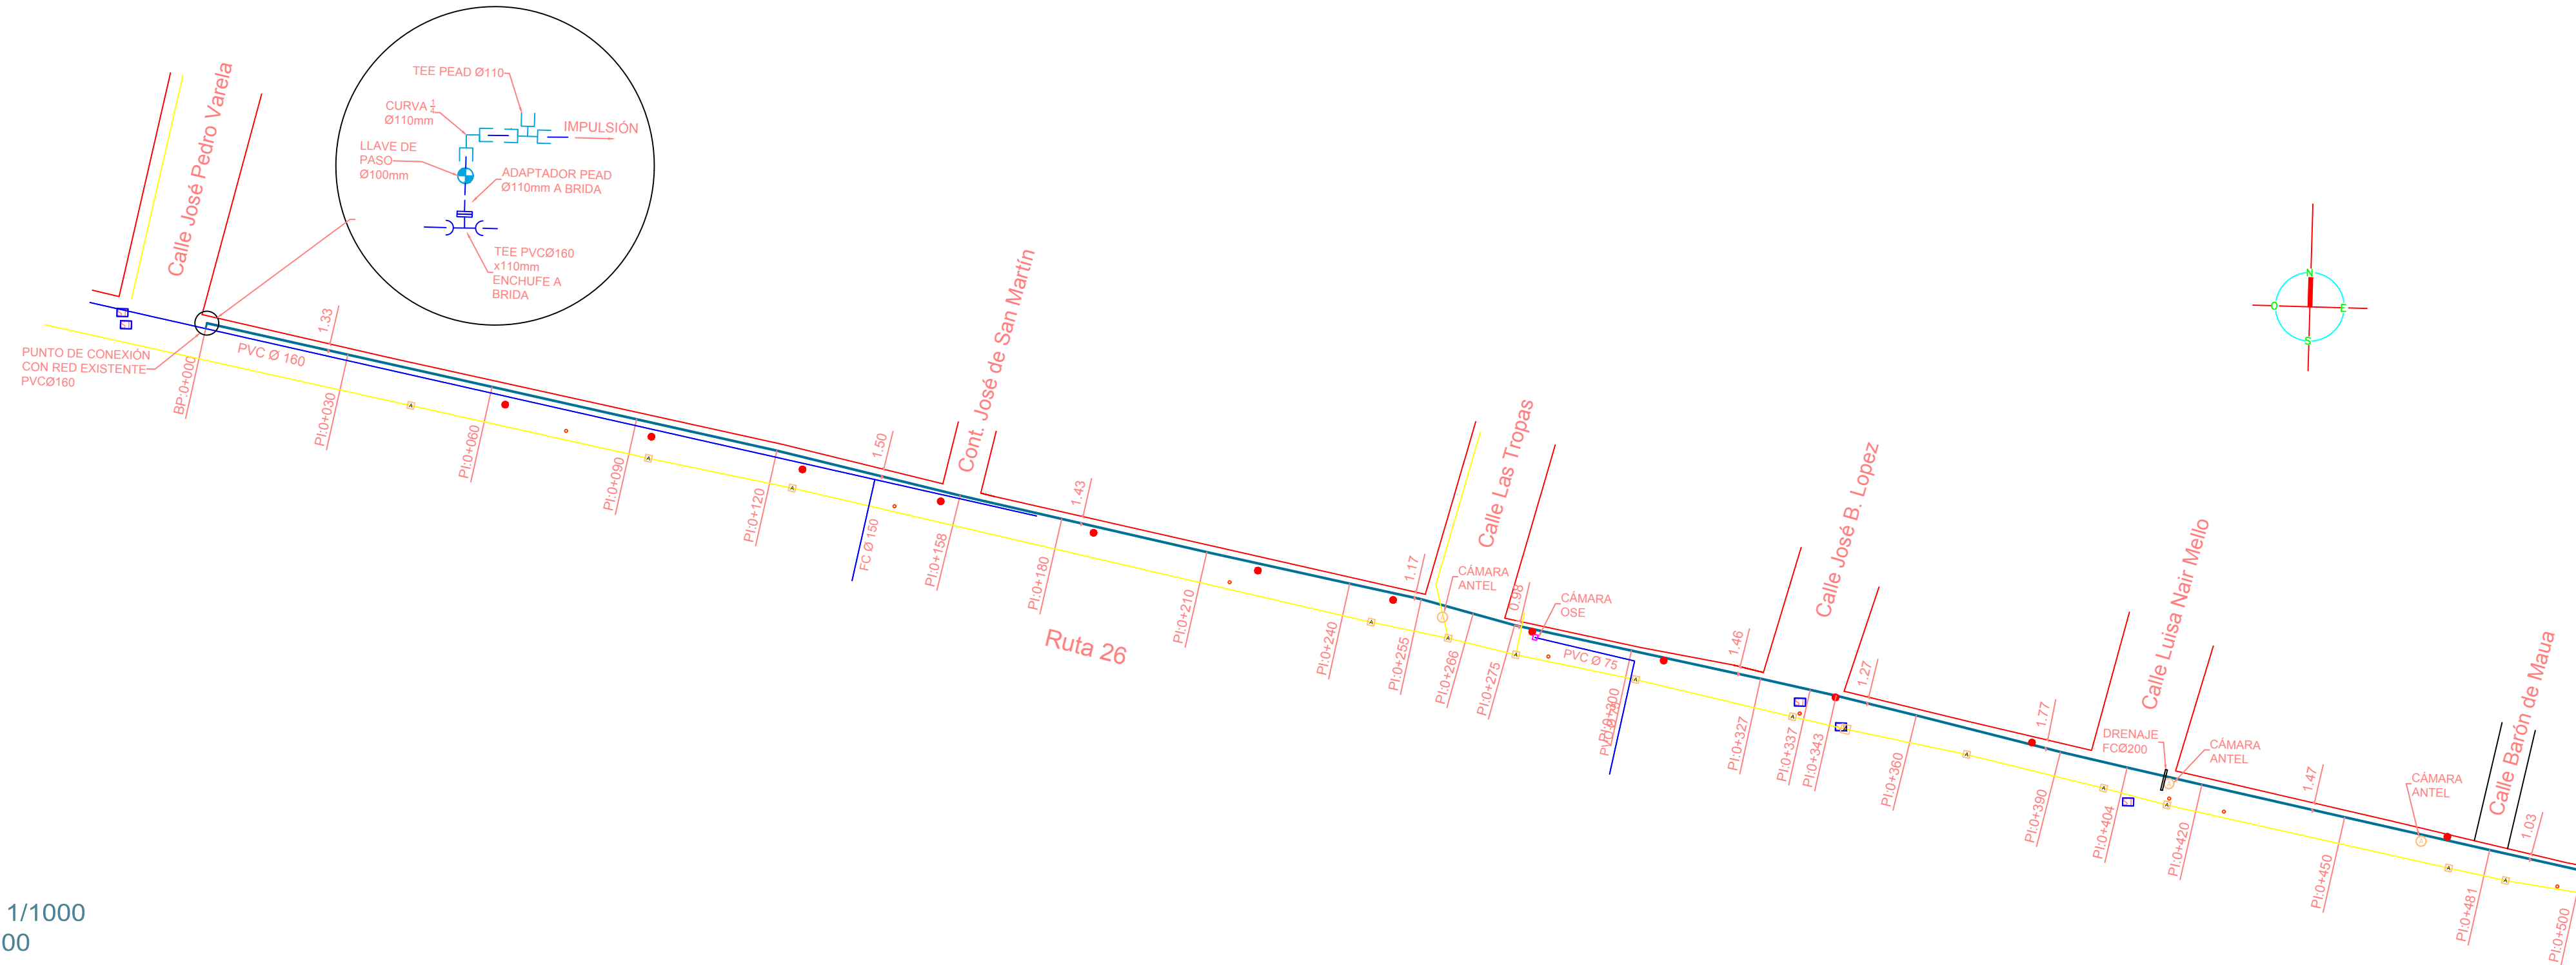 Calle José Pedro Varela
TEE PEAD Ø110
CURVA 1/4
Ø110mm
IMPULSIÓN
LLAVE DE
PASO
Ø100mm
ADAPTADOR PEAD
Ø110mm A BRIDA
TEE PVCØ160
x110mm
ENCHUFE A
BRIDA
PUNTO DE CONEXIÓN
CON RED EXISTENTE
PVCØ160
PVC Ø 160
BP:0+000
1.33
PI:0+030
PI:0+060
PI:0+090
PI:0+120
1.50
FC Ø 150
Cont. José de San Martín
PI:0+158
1.43
PI:0+180
Ruta 26
PI:0+210
PI:0+240
1.17
PI:0+255
Calle Las Tropas
CÁMARA
ANTEL
PI:0+266
0.98
PI:0+275
CÁMARA
OSE
PVC Ø 75
PI:0+300
1.46
PI:0+327
Calle José B. Lopez
PI:0+337
PI:0+343
1.27
PI:0+360
1.77
PI:0+390
Calle Luisa Nair Mello
DRENAJE
FCØ200
CÁMARA
ANTEL
PI:0+404
PI:0+420
1.47
PI:0+450
CÁMARA
ANTEL
Calle Barón de Maua
1.03
PI:0+481
PI:0+500
N
O
E
S
1/1000
00